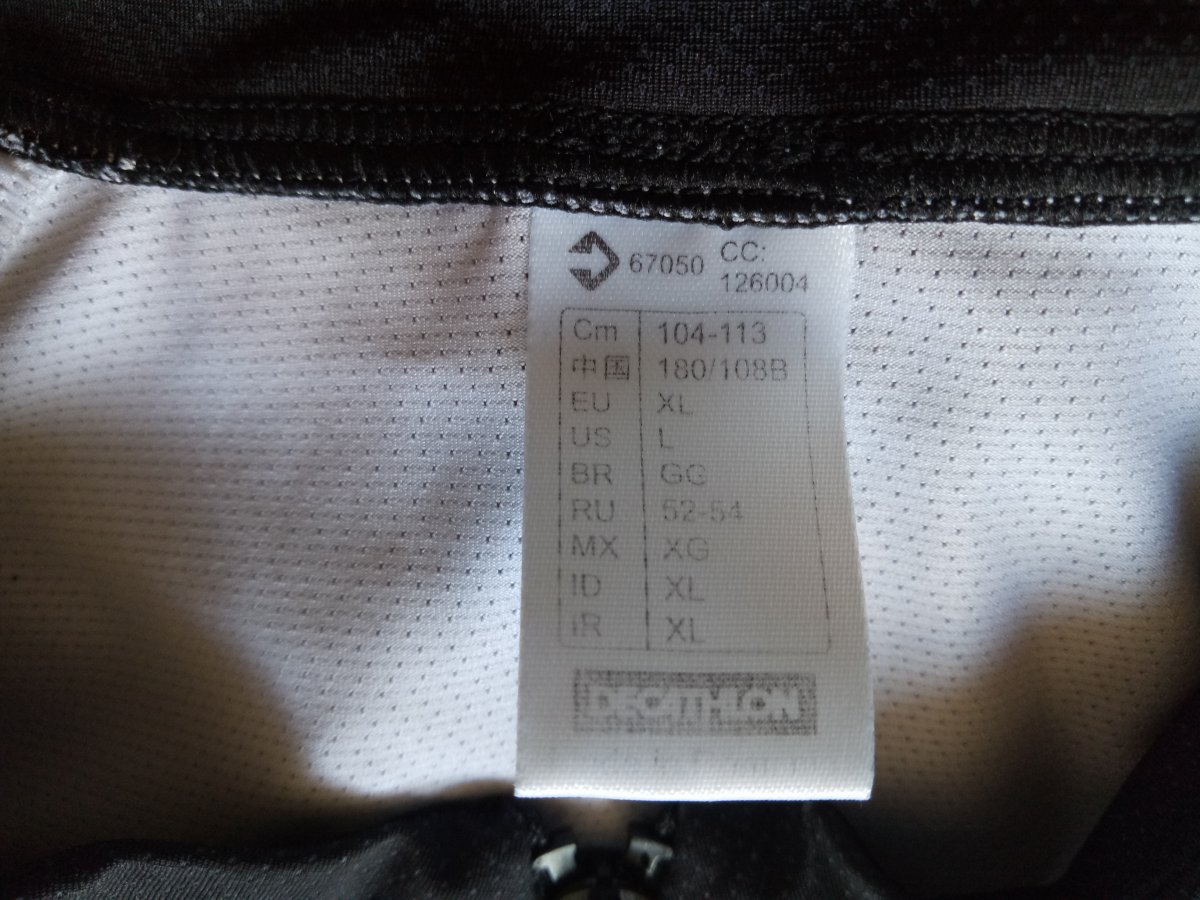 67050 CC:
126004
Cm 104-113
中国 180/108B
EU XL
US L
BR GG
RU 52-54
MX XG
ID XL
IR XL
DECATHLON